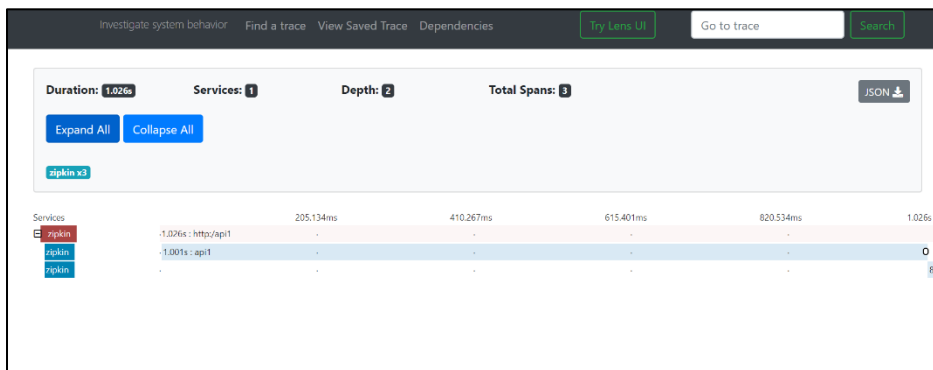 Investigate system behavior Find a trace View Saved Trace Dependencies Try Lens UI Go to trace Search
Duration: 1.026s Services: 1 Depth: 2 Total Spans: 3 JSON
Expand All Collapse All
zipkin x3
Services 205.134ms 410.267ms 615.401ms 820.534ms 1.026s
zipkin 1.026s : http:/api1
zipkin 1.001s : api1 O
zipkin 8